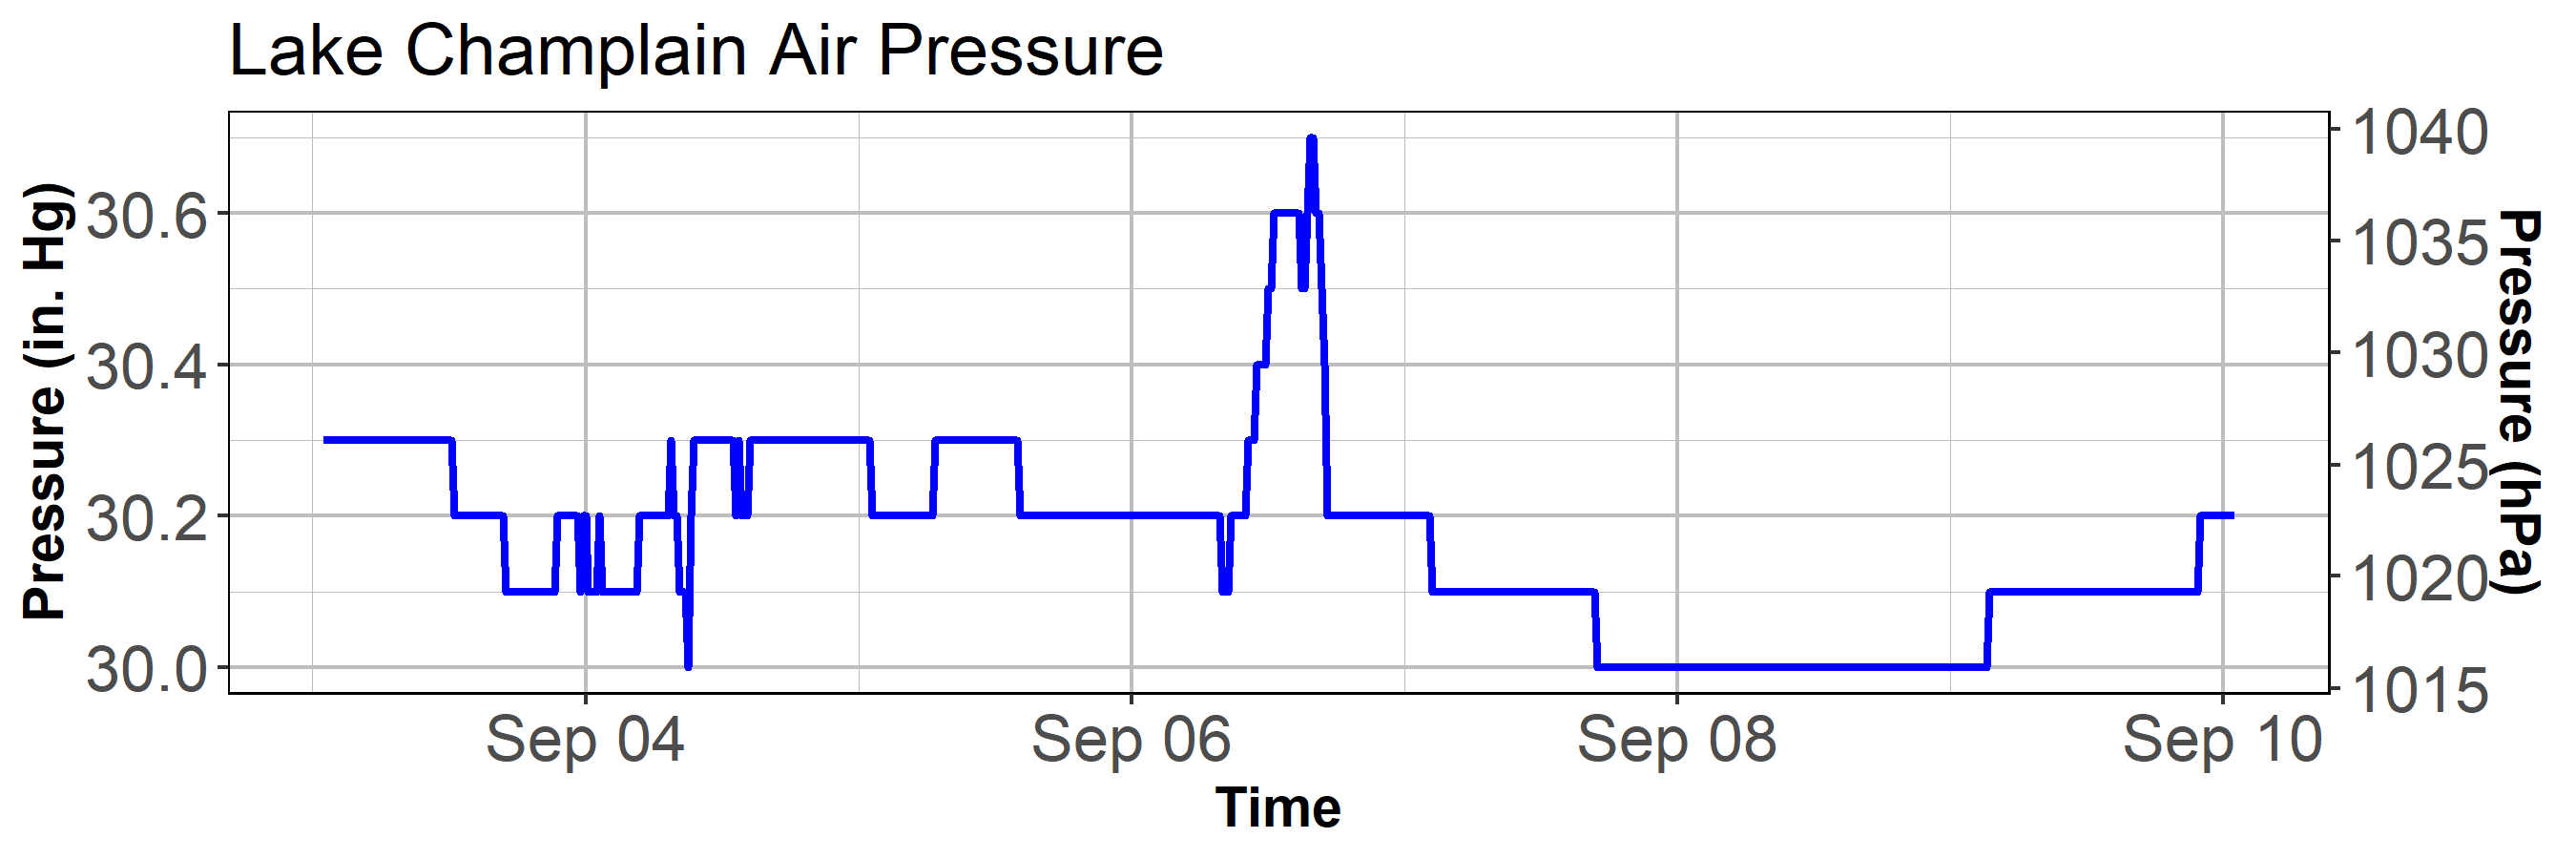 Lake Champlain Air Pressure
Pressure (in. Hg)
30.6
30.4
30.2
30.0
1040
1035
1030
1025
1020
1015
Pressure (hPa)
Sep 04 Sep 06 Sep 08 Sep 10
Time